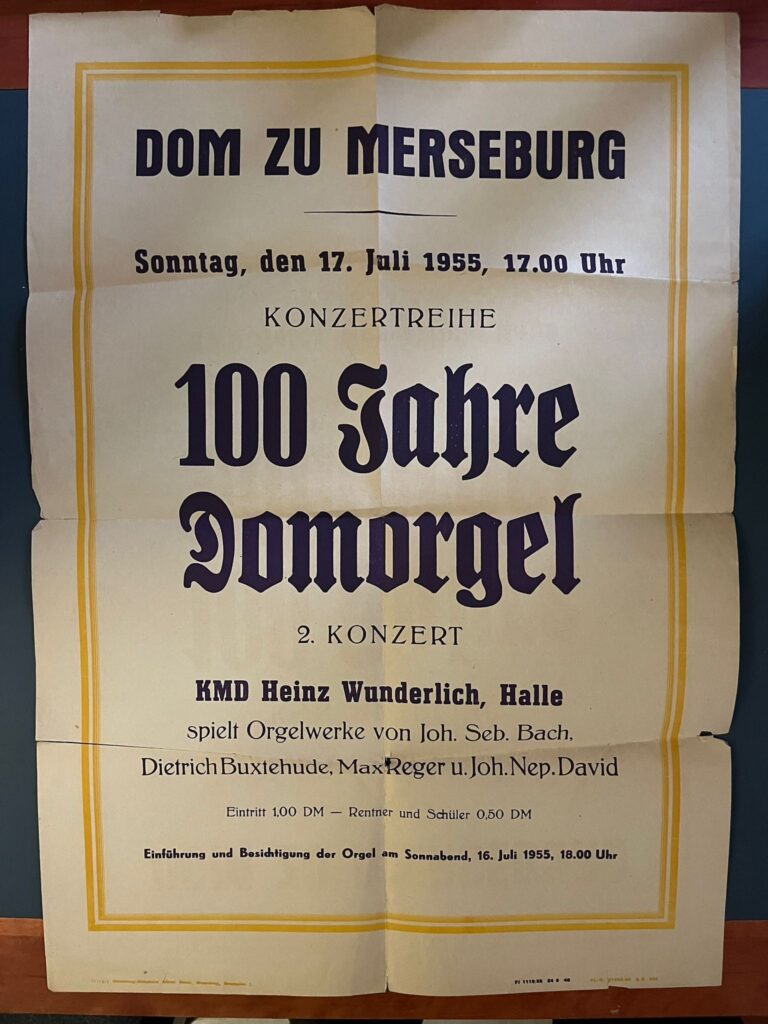 DOM ZU MERSEBURG
Sonntag, den 17. Juli 1955, 17.00 Uhr
KONZERTREIHE
100 Jahre
Domorgel
2. KONZERT
KMD Heinz Wunderlich, Halle
spielt Orgelwerke von Joh. Seb. Bach,
Dietrich Buxtehude, Max Reger u. Joh. Nep. David
Eintritt 1,00 DM — Rentner und Schüler 0,50 DM
Einführung und Besichtigung der Orgel am Sonnabend, 16. Juli 1955, 18.00 Uhr